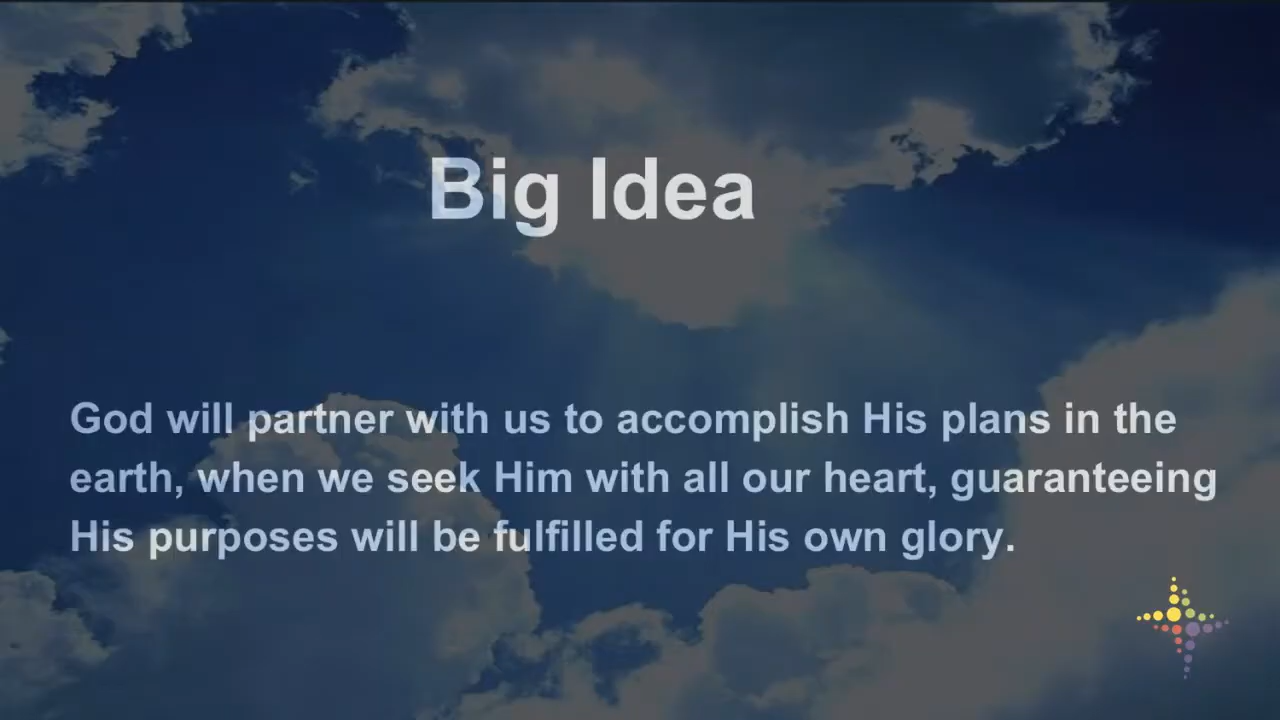 Big Idea
God will partner with us to accomplish His plans in the
earth, when we seek Him with all our heart, guaranteeing
His purposes will be fulfilled for His own glory.